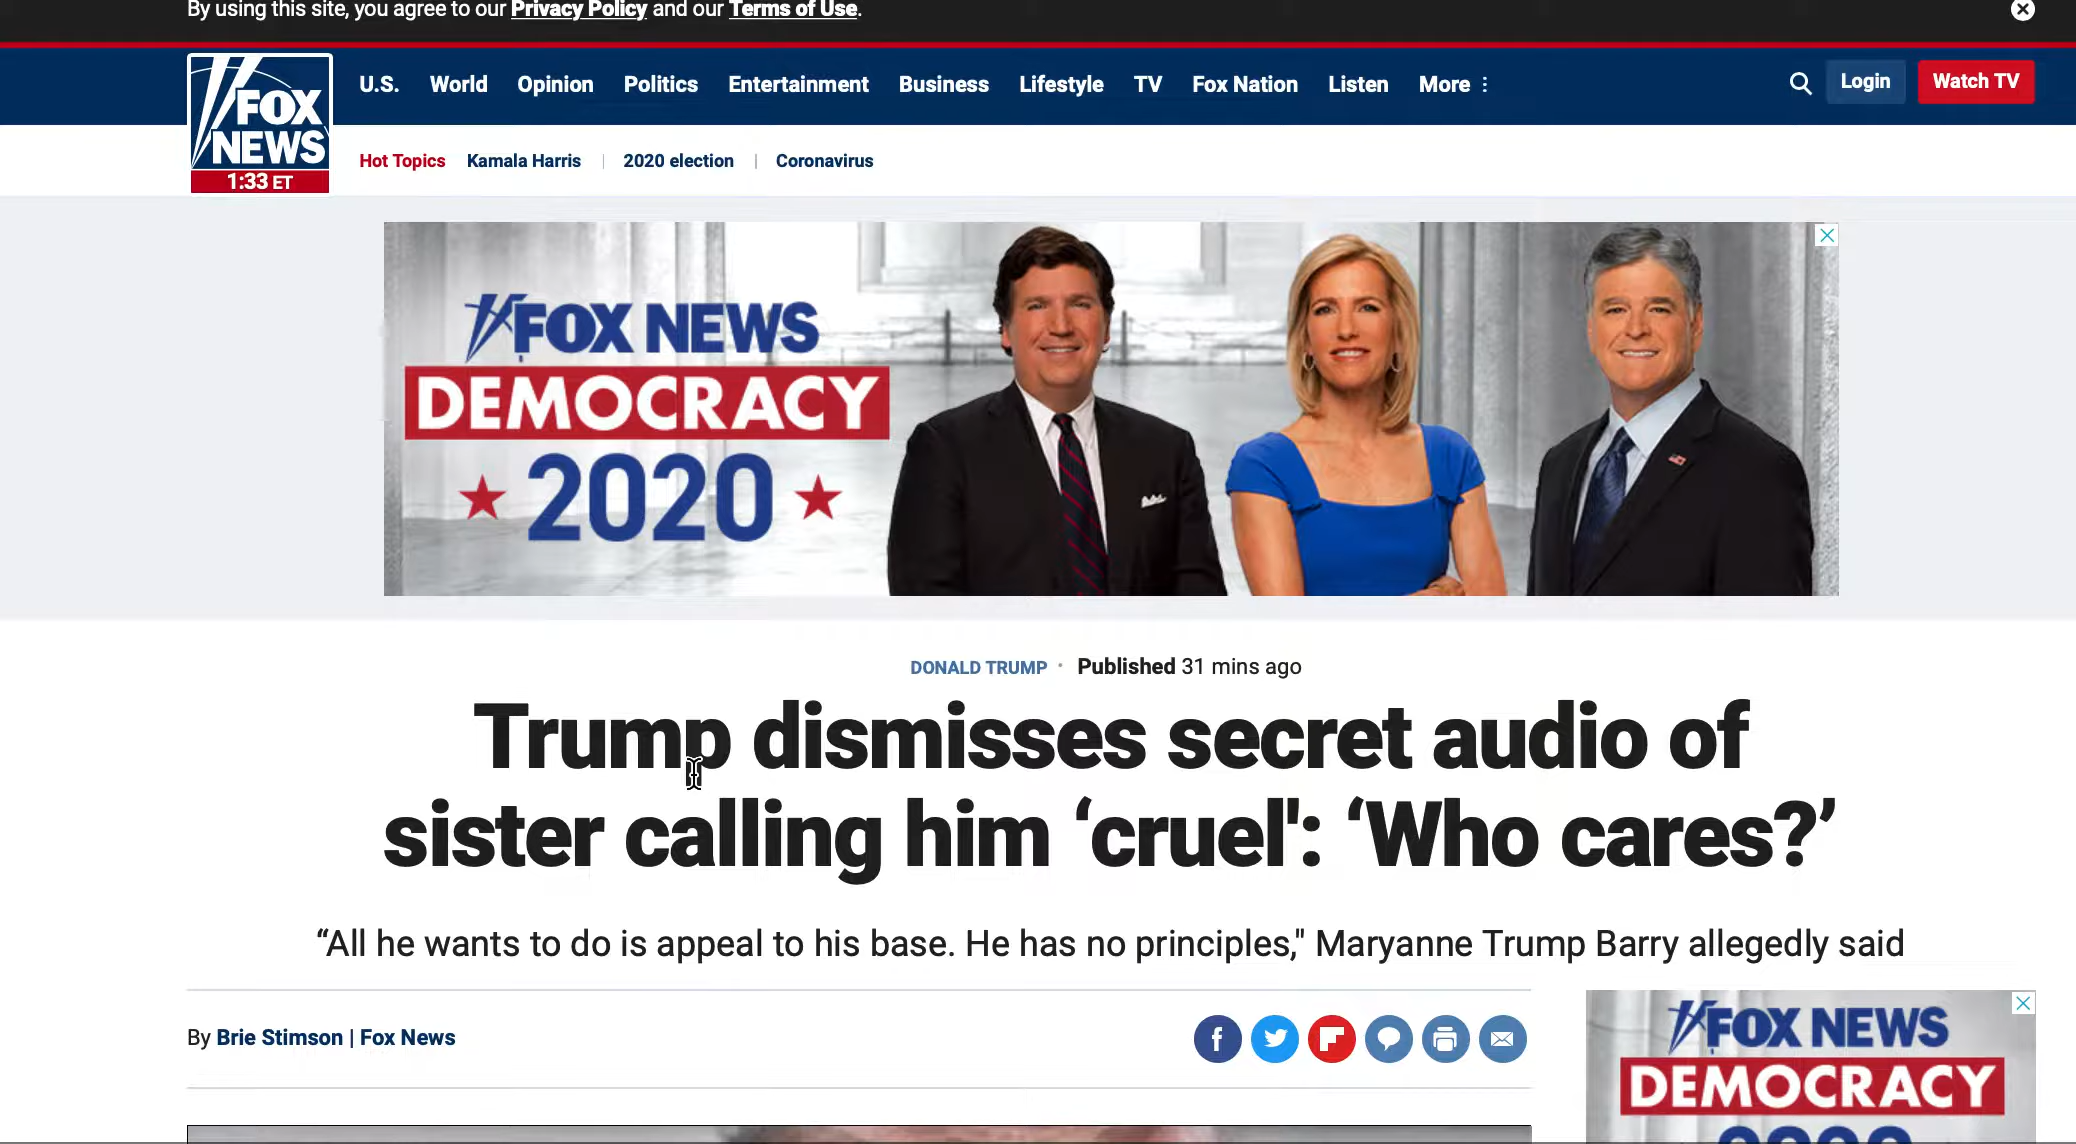 By using this site, you agree to our Privacy Policy and our Terms of Use.
FOX
NEWS
1:33 ET
U.S. World Opinion Politics Entertainment Business Lifestyle TV Fox Nation Listen More
Login
Watch TV
Hot Topics Kamala Harris | 2020 election | Coronavirus
FOX NEWS
DEMOCRACY
2020
DONALD TRUMP · Published 31 mins ago
Trump dismisses secret audio of
sister calling him ‘cruel': ‘Who cares?’
“All he wants to do is appeal to his base. He has no principles," Maryanne Trump Barry allegedly said
By Brie Stimson | Fox News
FOX NEWS
DEMOCRACY